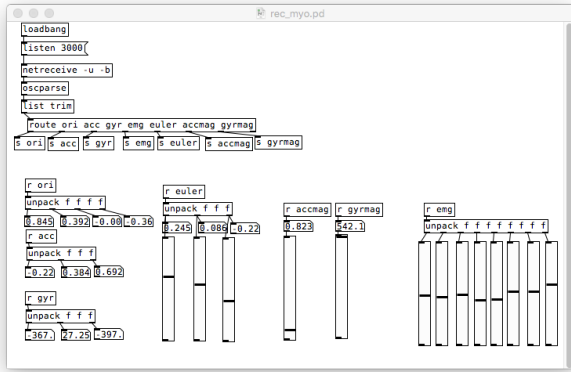 rec_myo.pd
loadbang
listen 3000
netreceive -u -b
oscparse
list trim
route ori acc gyr emg euler accmag gyrmag
s ori s acc s gyr s emg s euler s accmag s gyrmag
r ori
unpack f f f f
0.845 0.392 -0.00 -0.36
r acc
unpack f f f
-0.22 0.384 0.692
r gyr
unpack f f f
-367. 27.25 -397.
r euler
unpack f f f
0.245 0.086 -0.22
r accmag r gyrmag
0.823 542.1
r emg
unpack f f f f f f f f